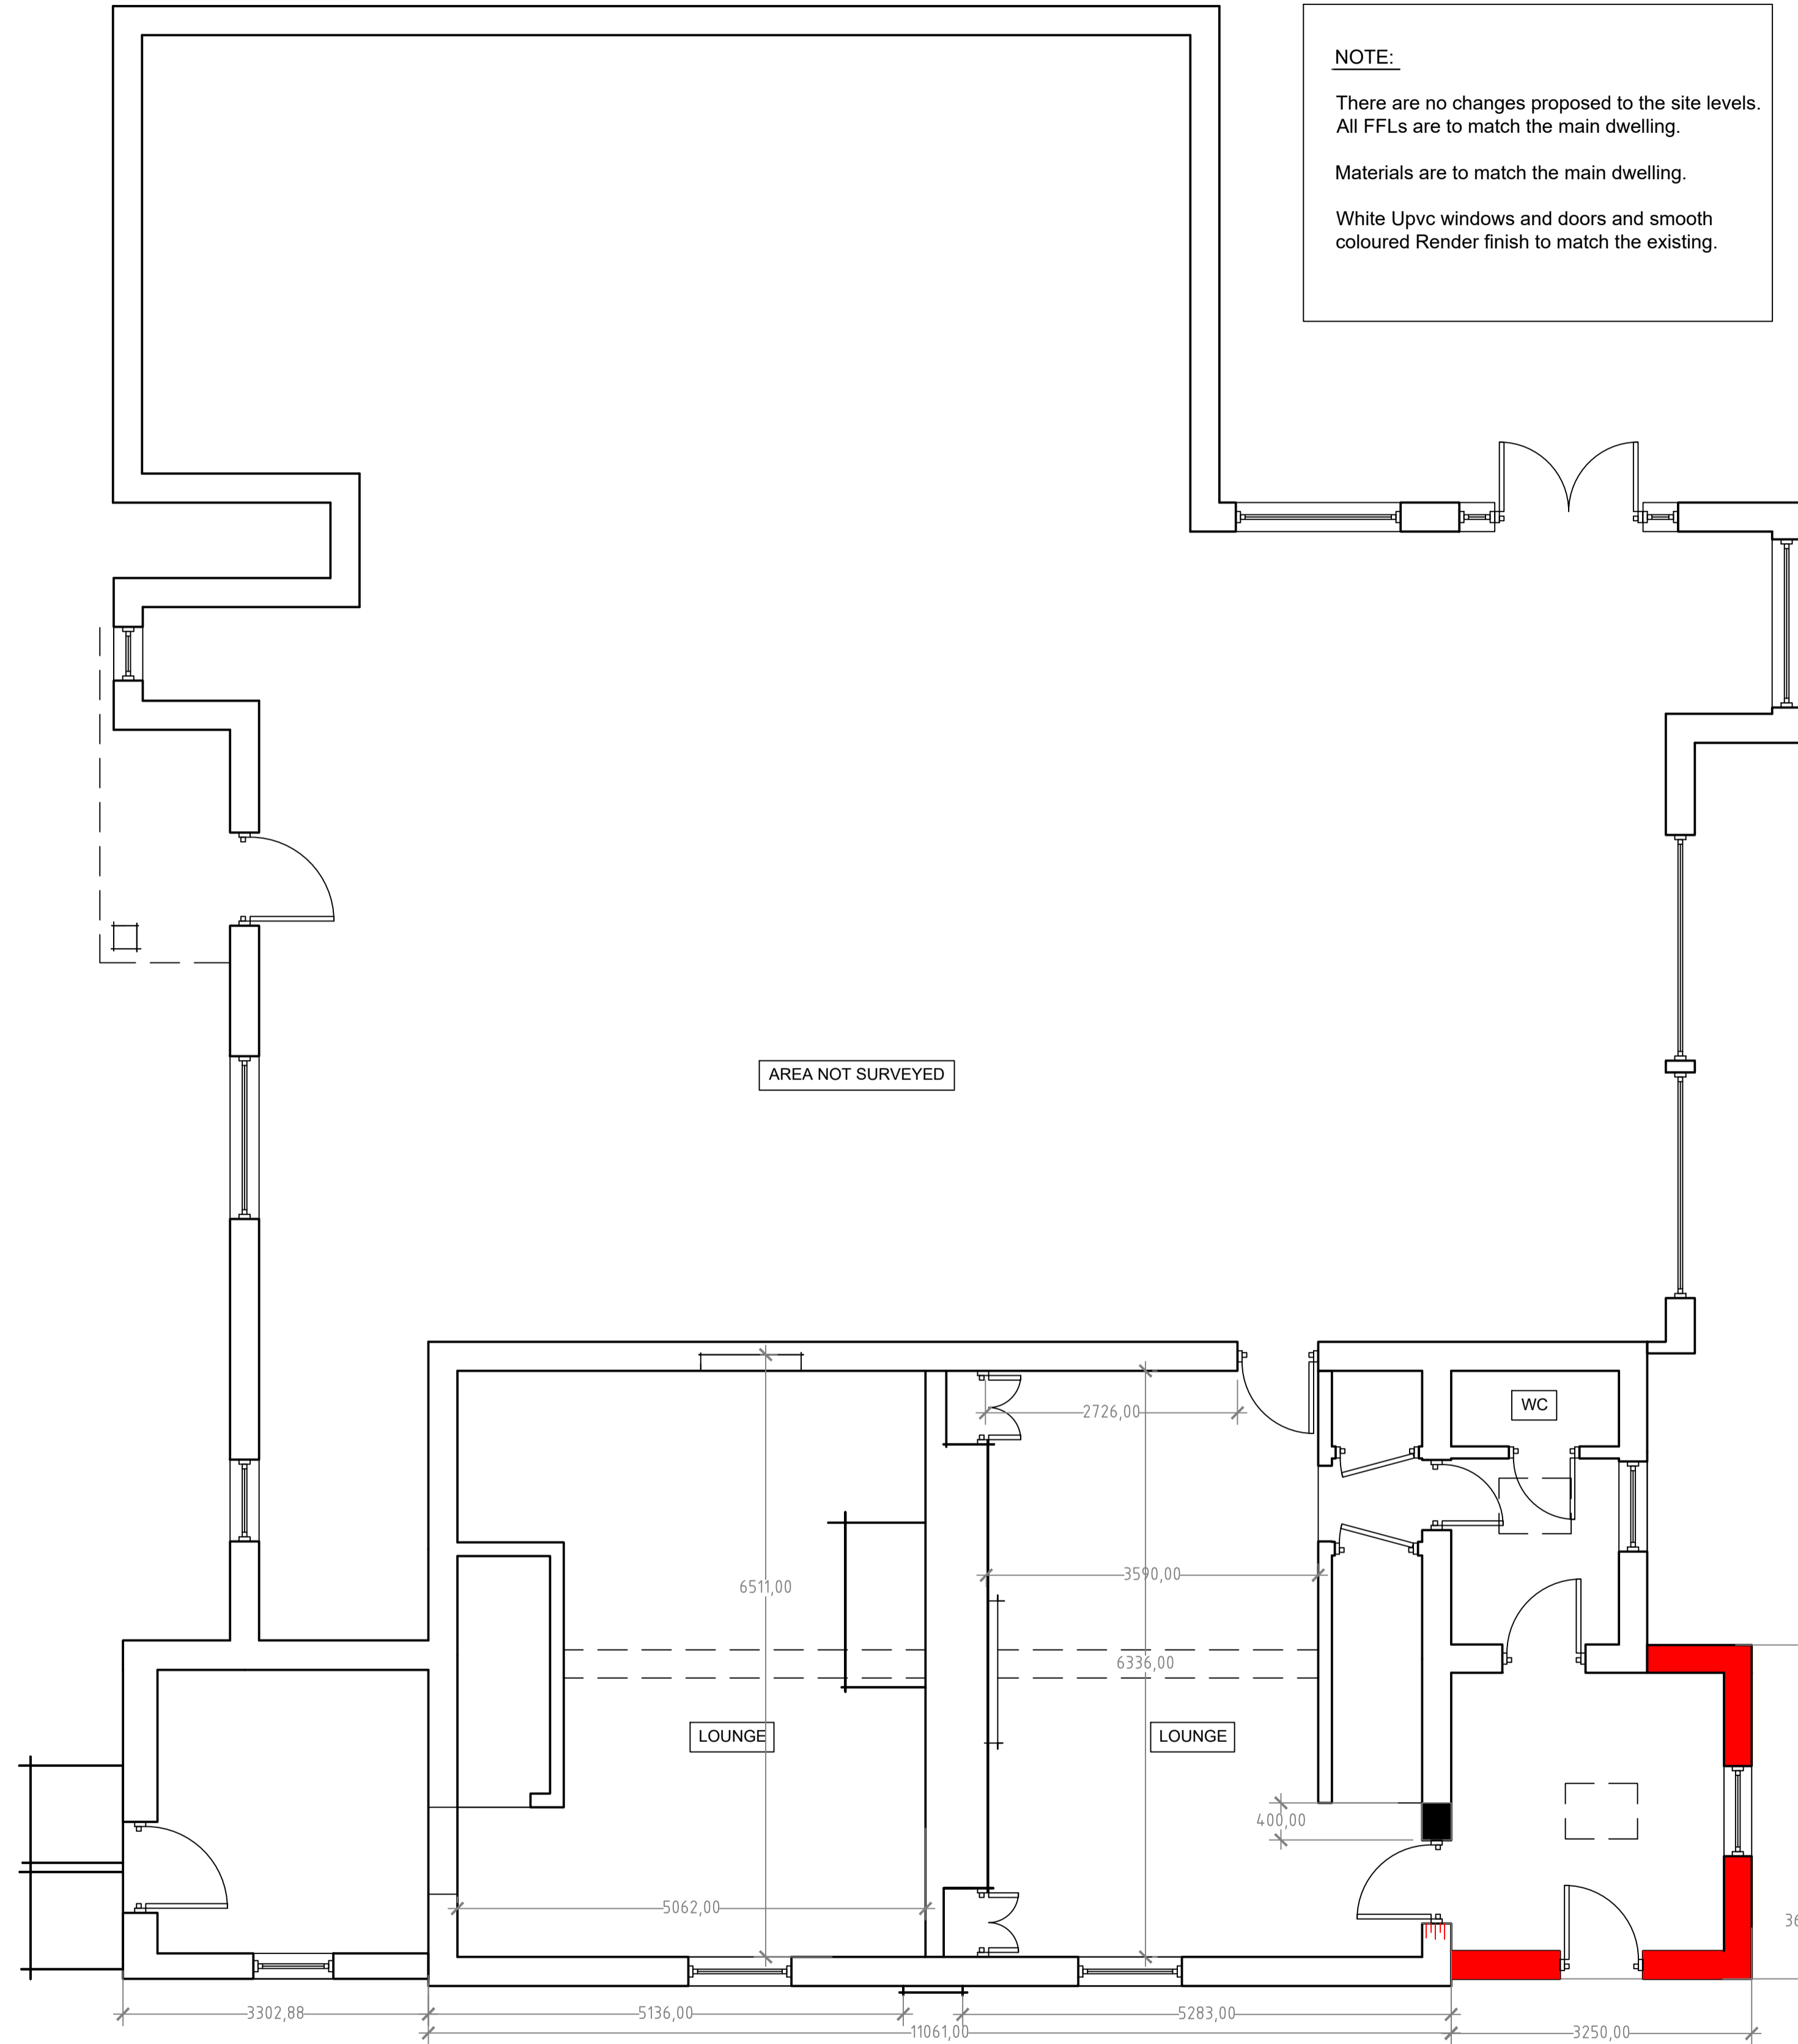 NOTE:
There are no changes proposed to the site levels.
All FFLs are to match the main dwelling.
Materials are to match the main dwelling.
White Upvc windows and doors and smooth
coloured Render finish to match the existing.
AREA NOT SURVEYED
WC
2726,00
3590,00
6511,00
6336,00
LOUNGE
LOUNGE
400,00
5062,00
36
3302,88
5136,00
5283,00
11061,00
3250,00